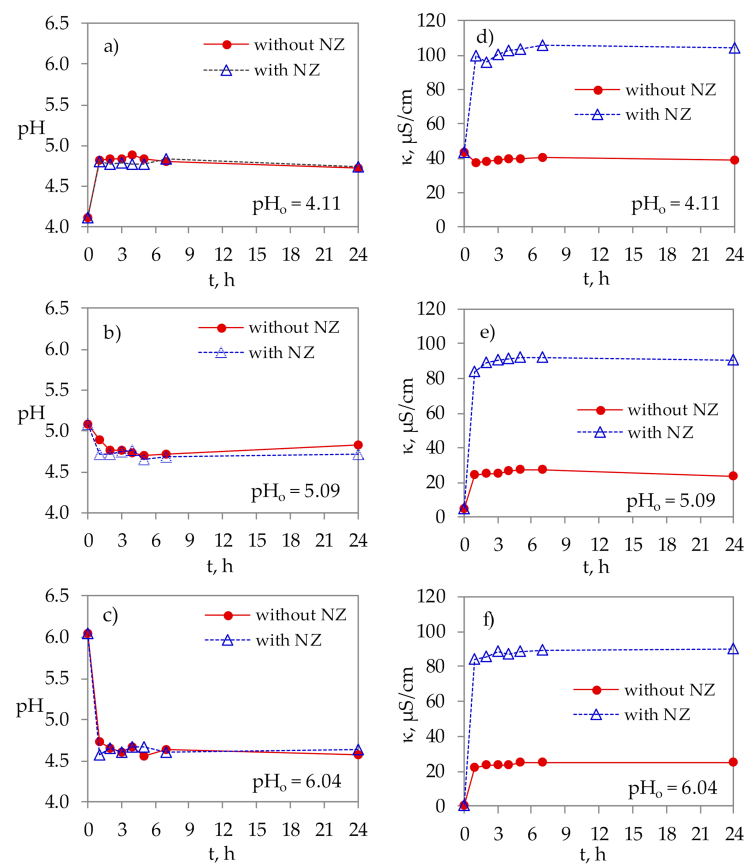 6.5
6.0
5.5
5.0
4.5
4.0
pH
a)
without NZ
with NZ
pHo = 4.11
0 3 6 9 12 15 18 21 24
t, h
120
100
80
60
40
20
0
κ, µS/cm
d)
without NZ
with NZ
pHo = 4.11
0 3 6 9 12 15 18 21 24
t, h
6.5
6.0
5.5
5.0
4.5
4.0
pH
b)
without NZ
with NZ
pHo = 5.09
0 3 6 9 12 15 18 21 24
t, h
120
100
80
60
40
20
0
κ, µS/cm
e)
without NZ
with NZ
pHo = 5.09
0 3 6 9 12 15 18 21 24
t, h
6.5
6.0
5.5
5.0
4.5
4.0
pH
c)
without NZ
with NZ
pHo = 6.04
0 3 6 9 12 15 18 21 24
t, h
120
100
80
60
40
20
0
κ, µS/cm
f)
without NZ
with NZ
pHo = 6.04
0 3 6 9 12 15 18 21 24
t, h